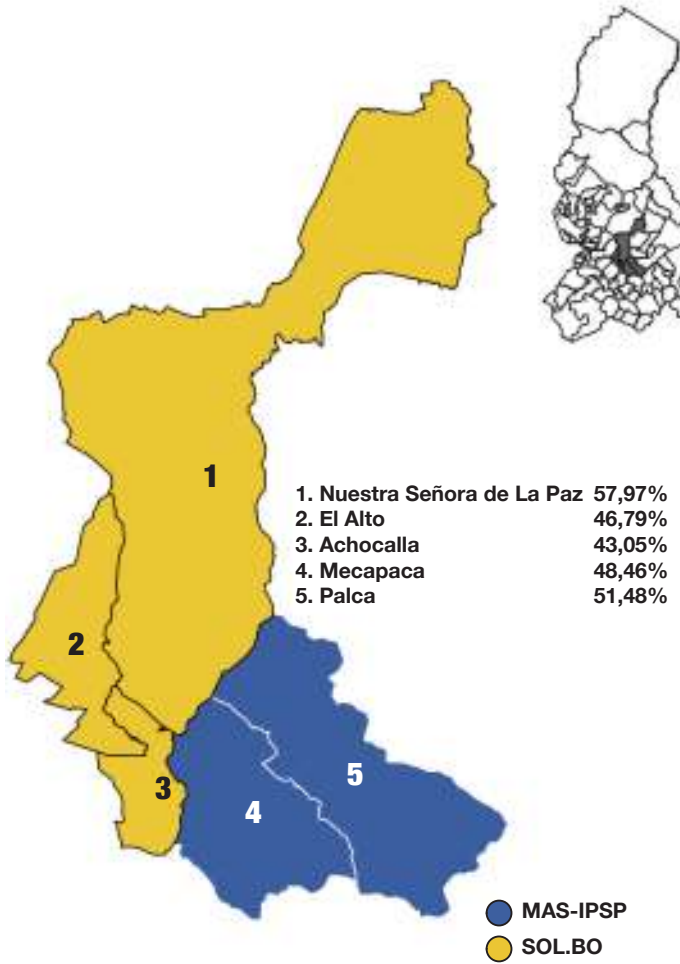 1
1. Nuestra Señora de La Paz 57,97%
2. El Alto 46,79%
3. Achocalla 43,05%
4. Mecapaca 48,46%
5. Palca 51,48%
2
3
4
5
MAS-IPSP
SOL.BO